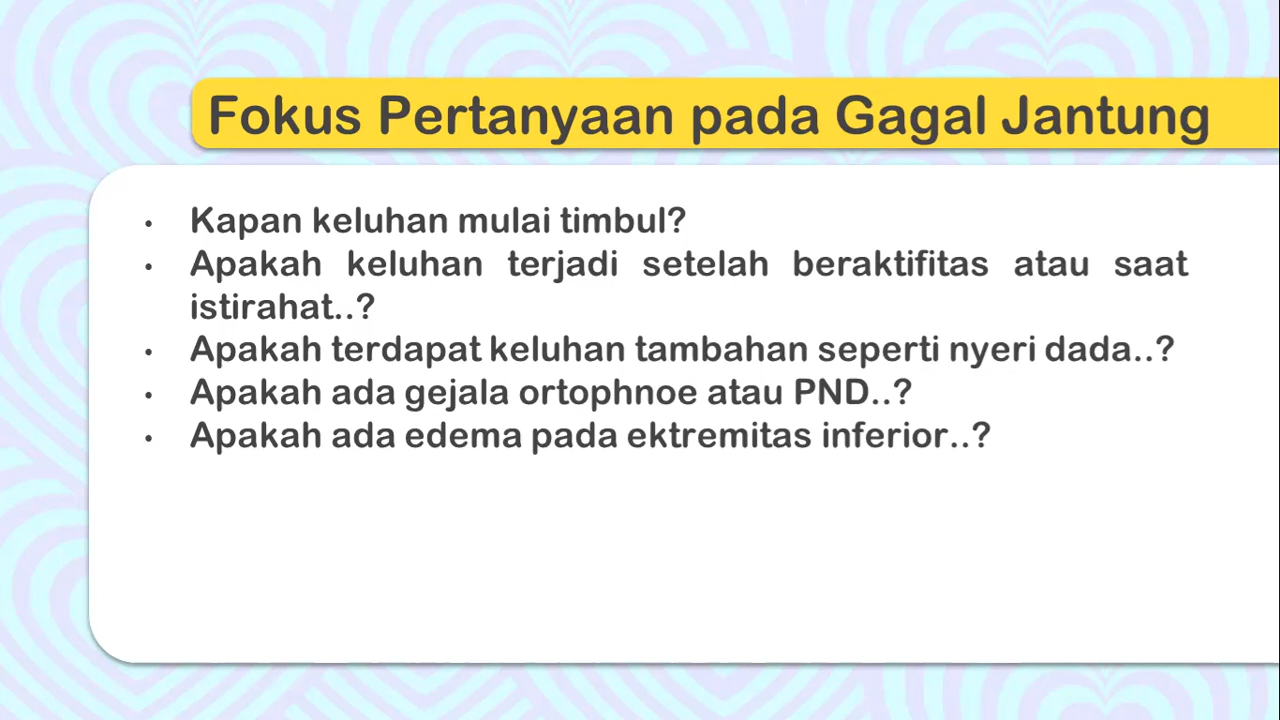 Fokus Pertanyaan pada Gagal Jantung
• Kapan keluhan mulai timbul?
• Apakah keluhan terjadi setelah beraktifitas atau saat
istirahat..?
• Apakah terdapat keluhan tambahan seperti nyeri dada..?
• Apakah ada gejala ortophnoe atau PND..?
• Apakah ada edema pada ektremitas inferior..?